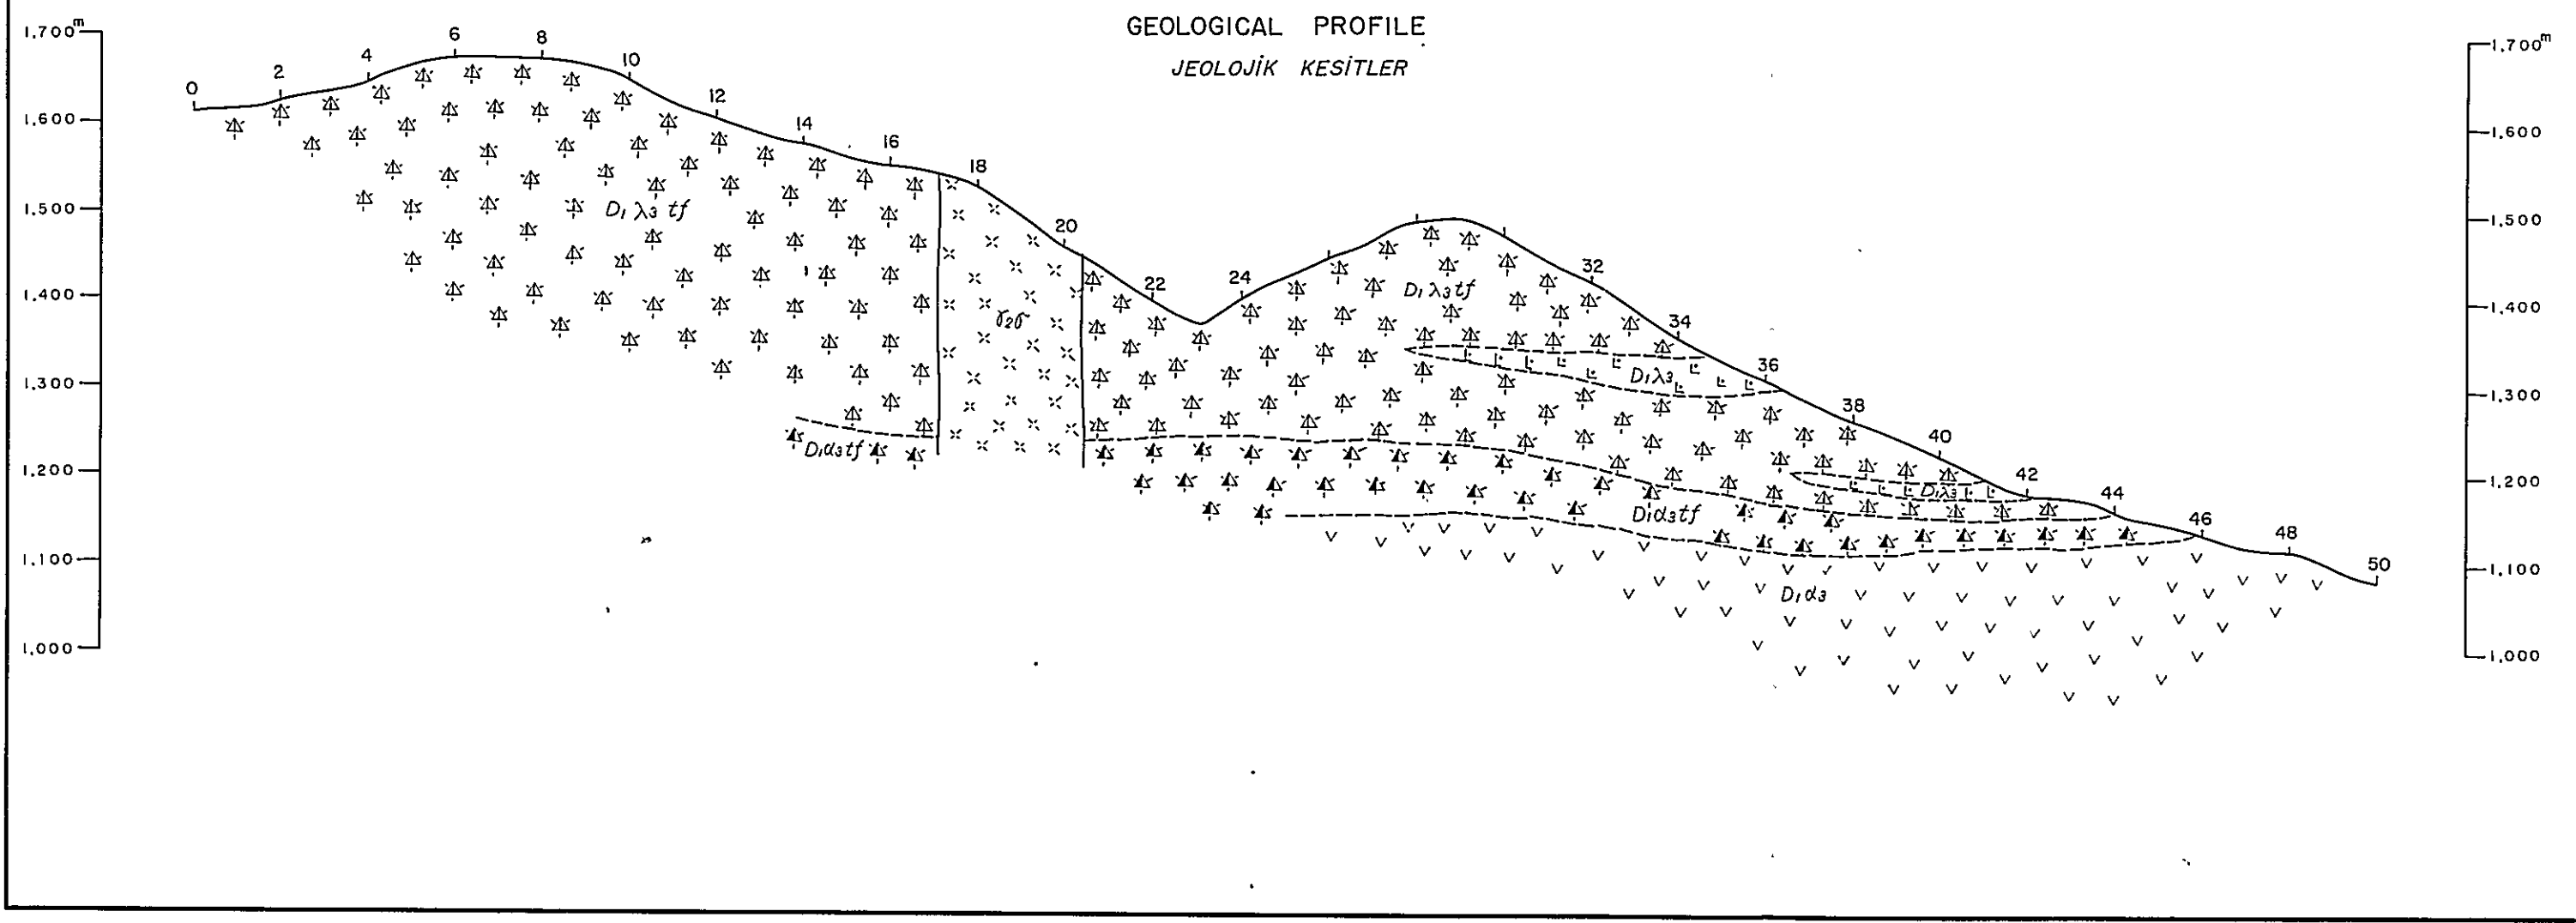 GEOLOGICAL PROFILE
JEOLOJİK KESİTLER
1,700m
1,600
1,500
1,400
1,300
1,200
1,100
1,000
0 2 4 6 8 10 12 14 16 18 20 22 24 32 34 36 38 40 42 44 46 48 50
D1 λ3 tf
D1α3tf
γ2δ
D1 λ3tf
D1λ3
D1λ3
D1α3tf
D1α3
1,700m
1,600
1,500
1,400
1,300
1,200
1,100
1,000